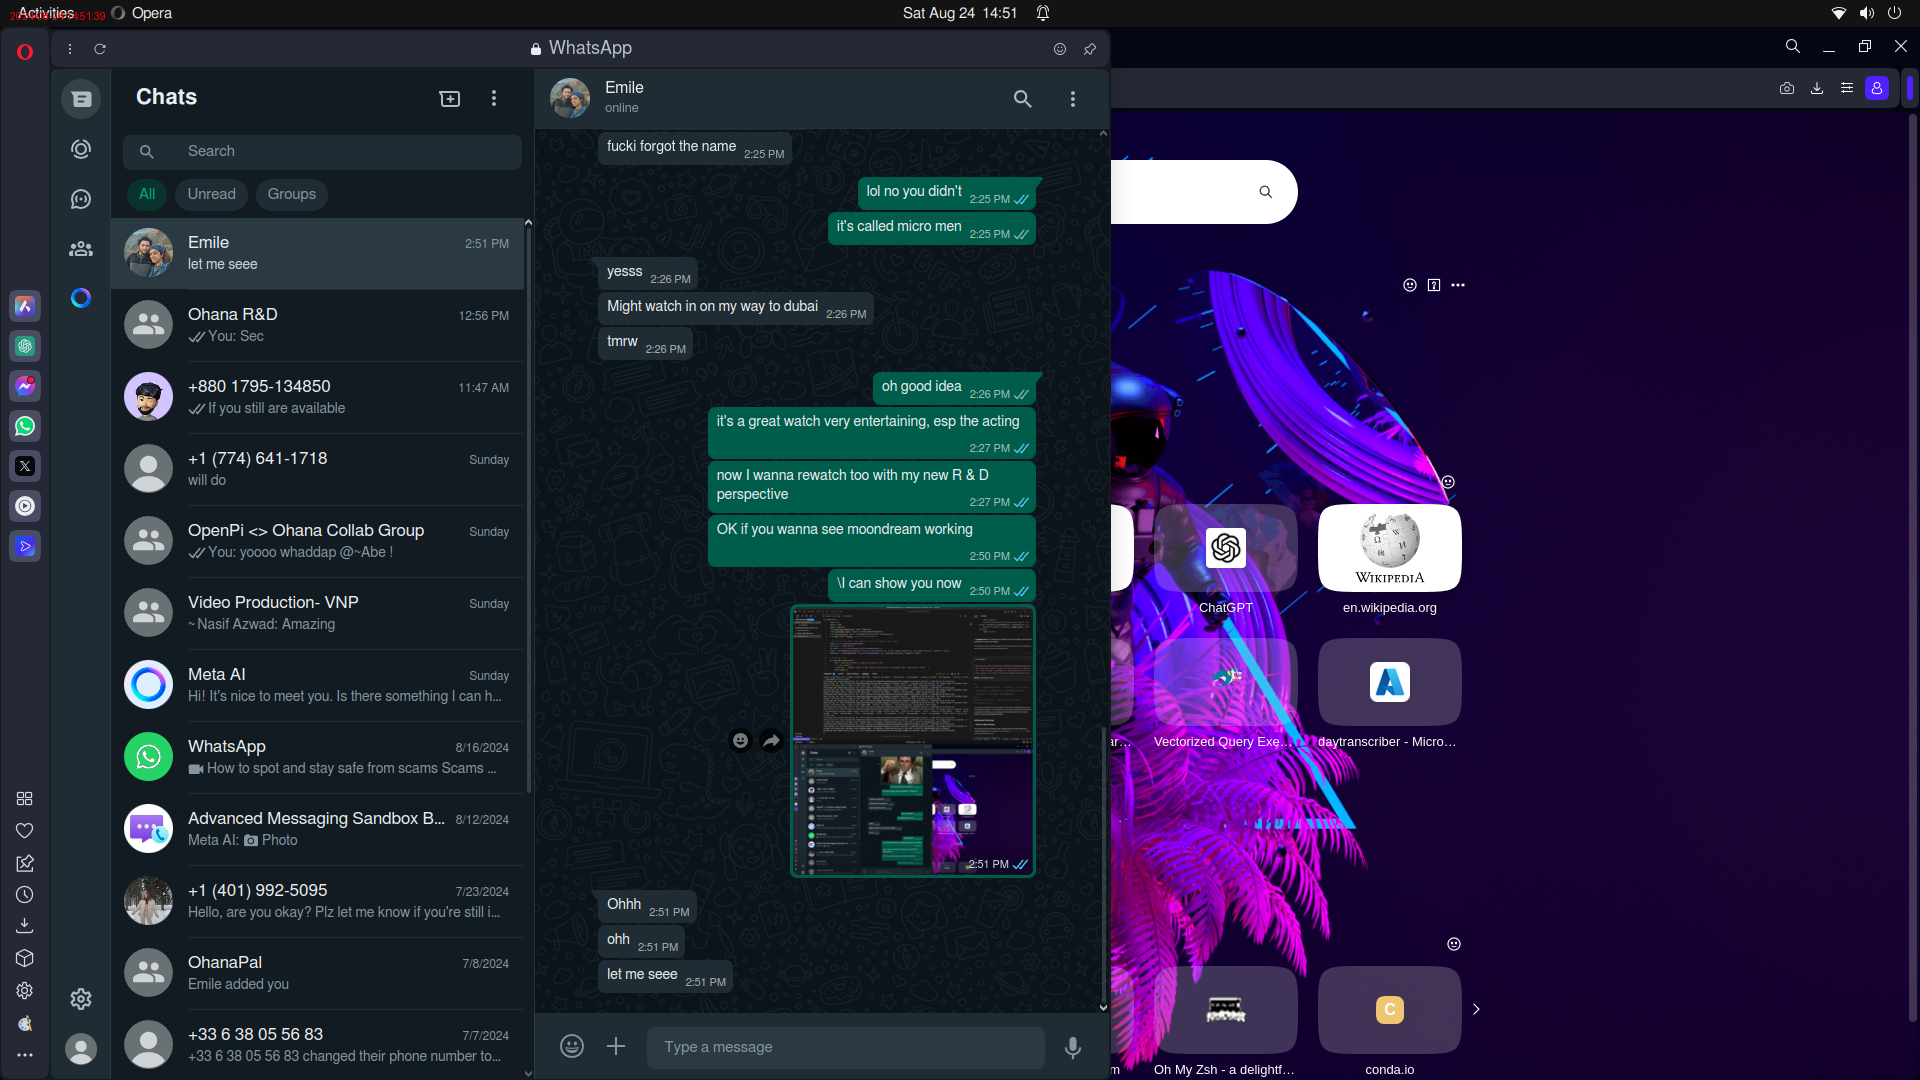 Activities
Opera
Sat Aug 24 14:51
WhatsApp
Chats
Search
All
Unread
Groups
Emile
2:51 PM
let me seee
Ohana R&D
12:56 PM
You: Sec
+880 1795-134850
11:47 AM
If you still are available
+1 (774) 641-1718
Sunday
will do
OpenPi <> Ohana Collab Group
Sunday
You: yoooo whaddap @~Abe !
Video Production- VNP
Sunday
~ Nasif Azwad: Amazing
Meta AI
Sunday
Hi! It's nice to meet you. Is there something I can h...
WhatsApp
8/16/2024
How to spot and stay safe from scams Scams ...
Advanced Messaging Sandbox B...
8/12/2024
Meta AI: Photo
+1 (401) 992-5095
7/23/2024
Hello, are you okay? Plz let me know if you're still i...
OhanaPal
7/8/2024
Emile added you
+33 6 38 05 56 83
7/7/2024
+33 6 38 05 56 83 changed their phone number to...
Emile
online
fucki forgot the name 2:25 PM
lol no you didn't 2:25 PM
it's called micro men 2:25 PM
yesss 2:26 PM
Might watch in on my way to dubai 2:26 PM
tmrw 2:26 PM
oh good idea 2:26 PM
it's a great watch very entertaining, esp the acting
2:27 PM
now I wanna rewatch too with my new R & D
perspective
2:27 PM
OK if you wanna see moondream working
2:50 PM
\I can show you now 2:50 PM
2:51 PM
Ohhh 2:51 PM
ohh 2:51 PM
let me seee 2:51 PM
Type a message
ChatGPT
WIKIPEDIA
en.wikipedia.org
ar...
Vectorized Query Exe...
daytranscriber - Micro...
C
m
Oh My Zsh - a delightf...
conda.io